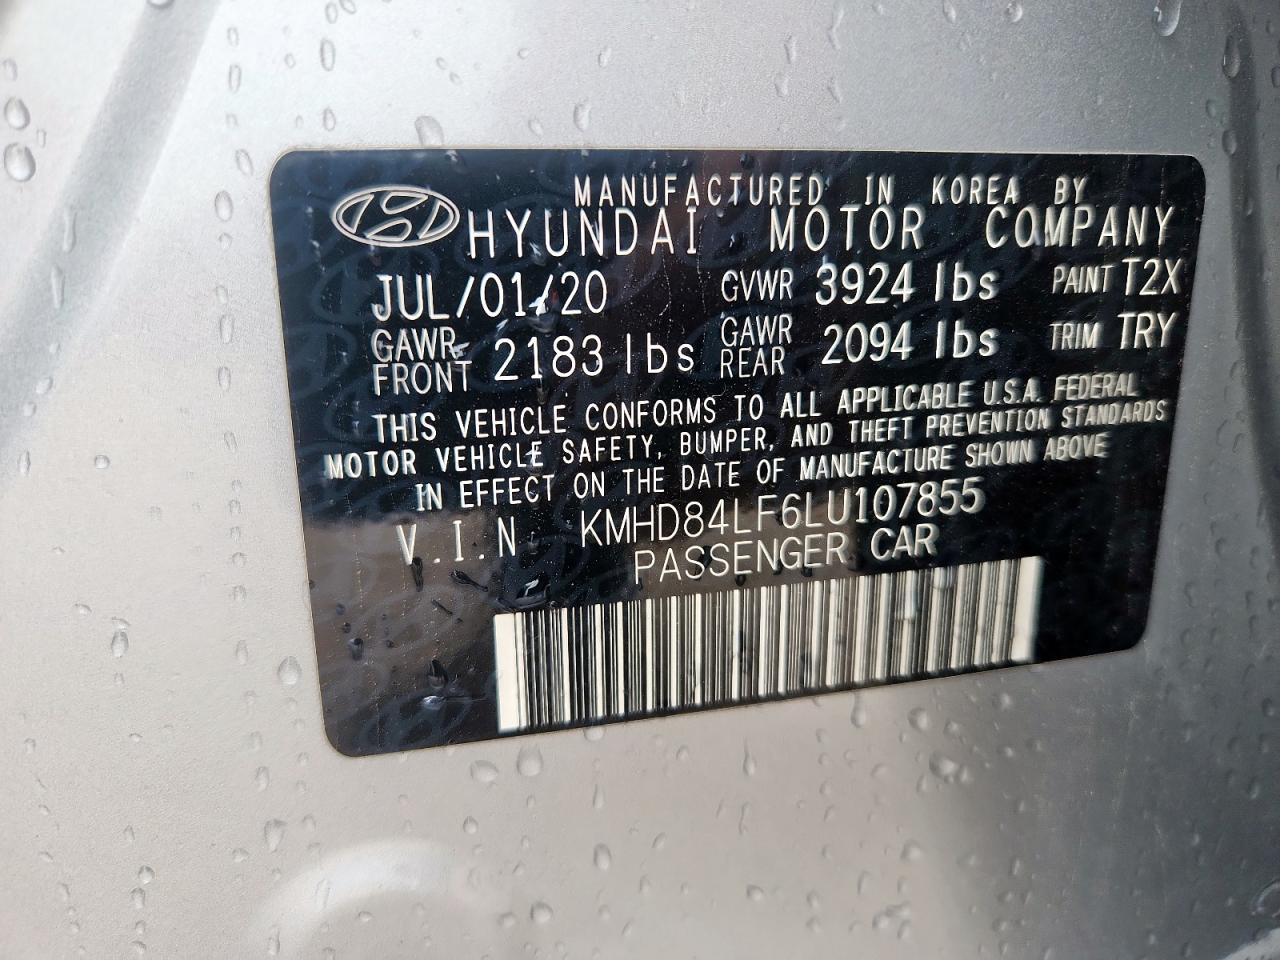 MANUFACTURED IN KOREA BY
HYUNDAI MOTOR COMPANY
JUL/01/20 GVWR 3924 lbs PAINT T2X
GAWR FRONT 2183 lbs GAWR REAR 2094 lbs TRIM TRY
THIS VEHICLE CONFORMS TO ALL APPLICABLE U.S.A. FEDERAL
MOTOR VEHICLE SAFETY, BUMPER, AND THEFT PREVENTION STANDARDS
IN EFFECT ON THE DATE OF MANUFACTURE SHOWN ABOVE
V.I.N KMHD84LF6LU107855
PASSENGER CAR